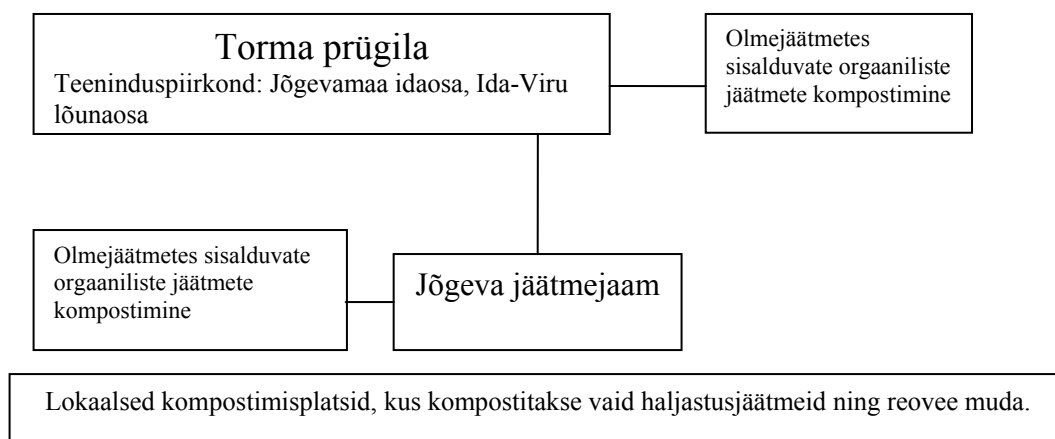 Torma prügila
Teeninduspiirkond: Jõgevamaa idaosa, Ida-Viru
lõunaosa
Olmejäätmetes
sisalduvate orgaaniliste
jäätmete kompostimine
Olmejäätmetes sisalduvate
orgaaniliste jäätmete
kompostimine
Jõgeva jäätmejaam
Lokaalsed kompostimisplatsid, kus kompostitakse vaid haljastusjäätmeid ning reovee muda.